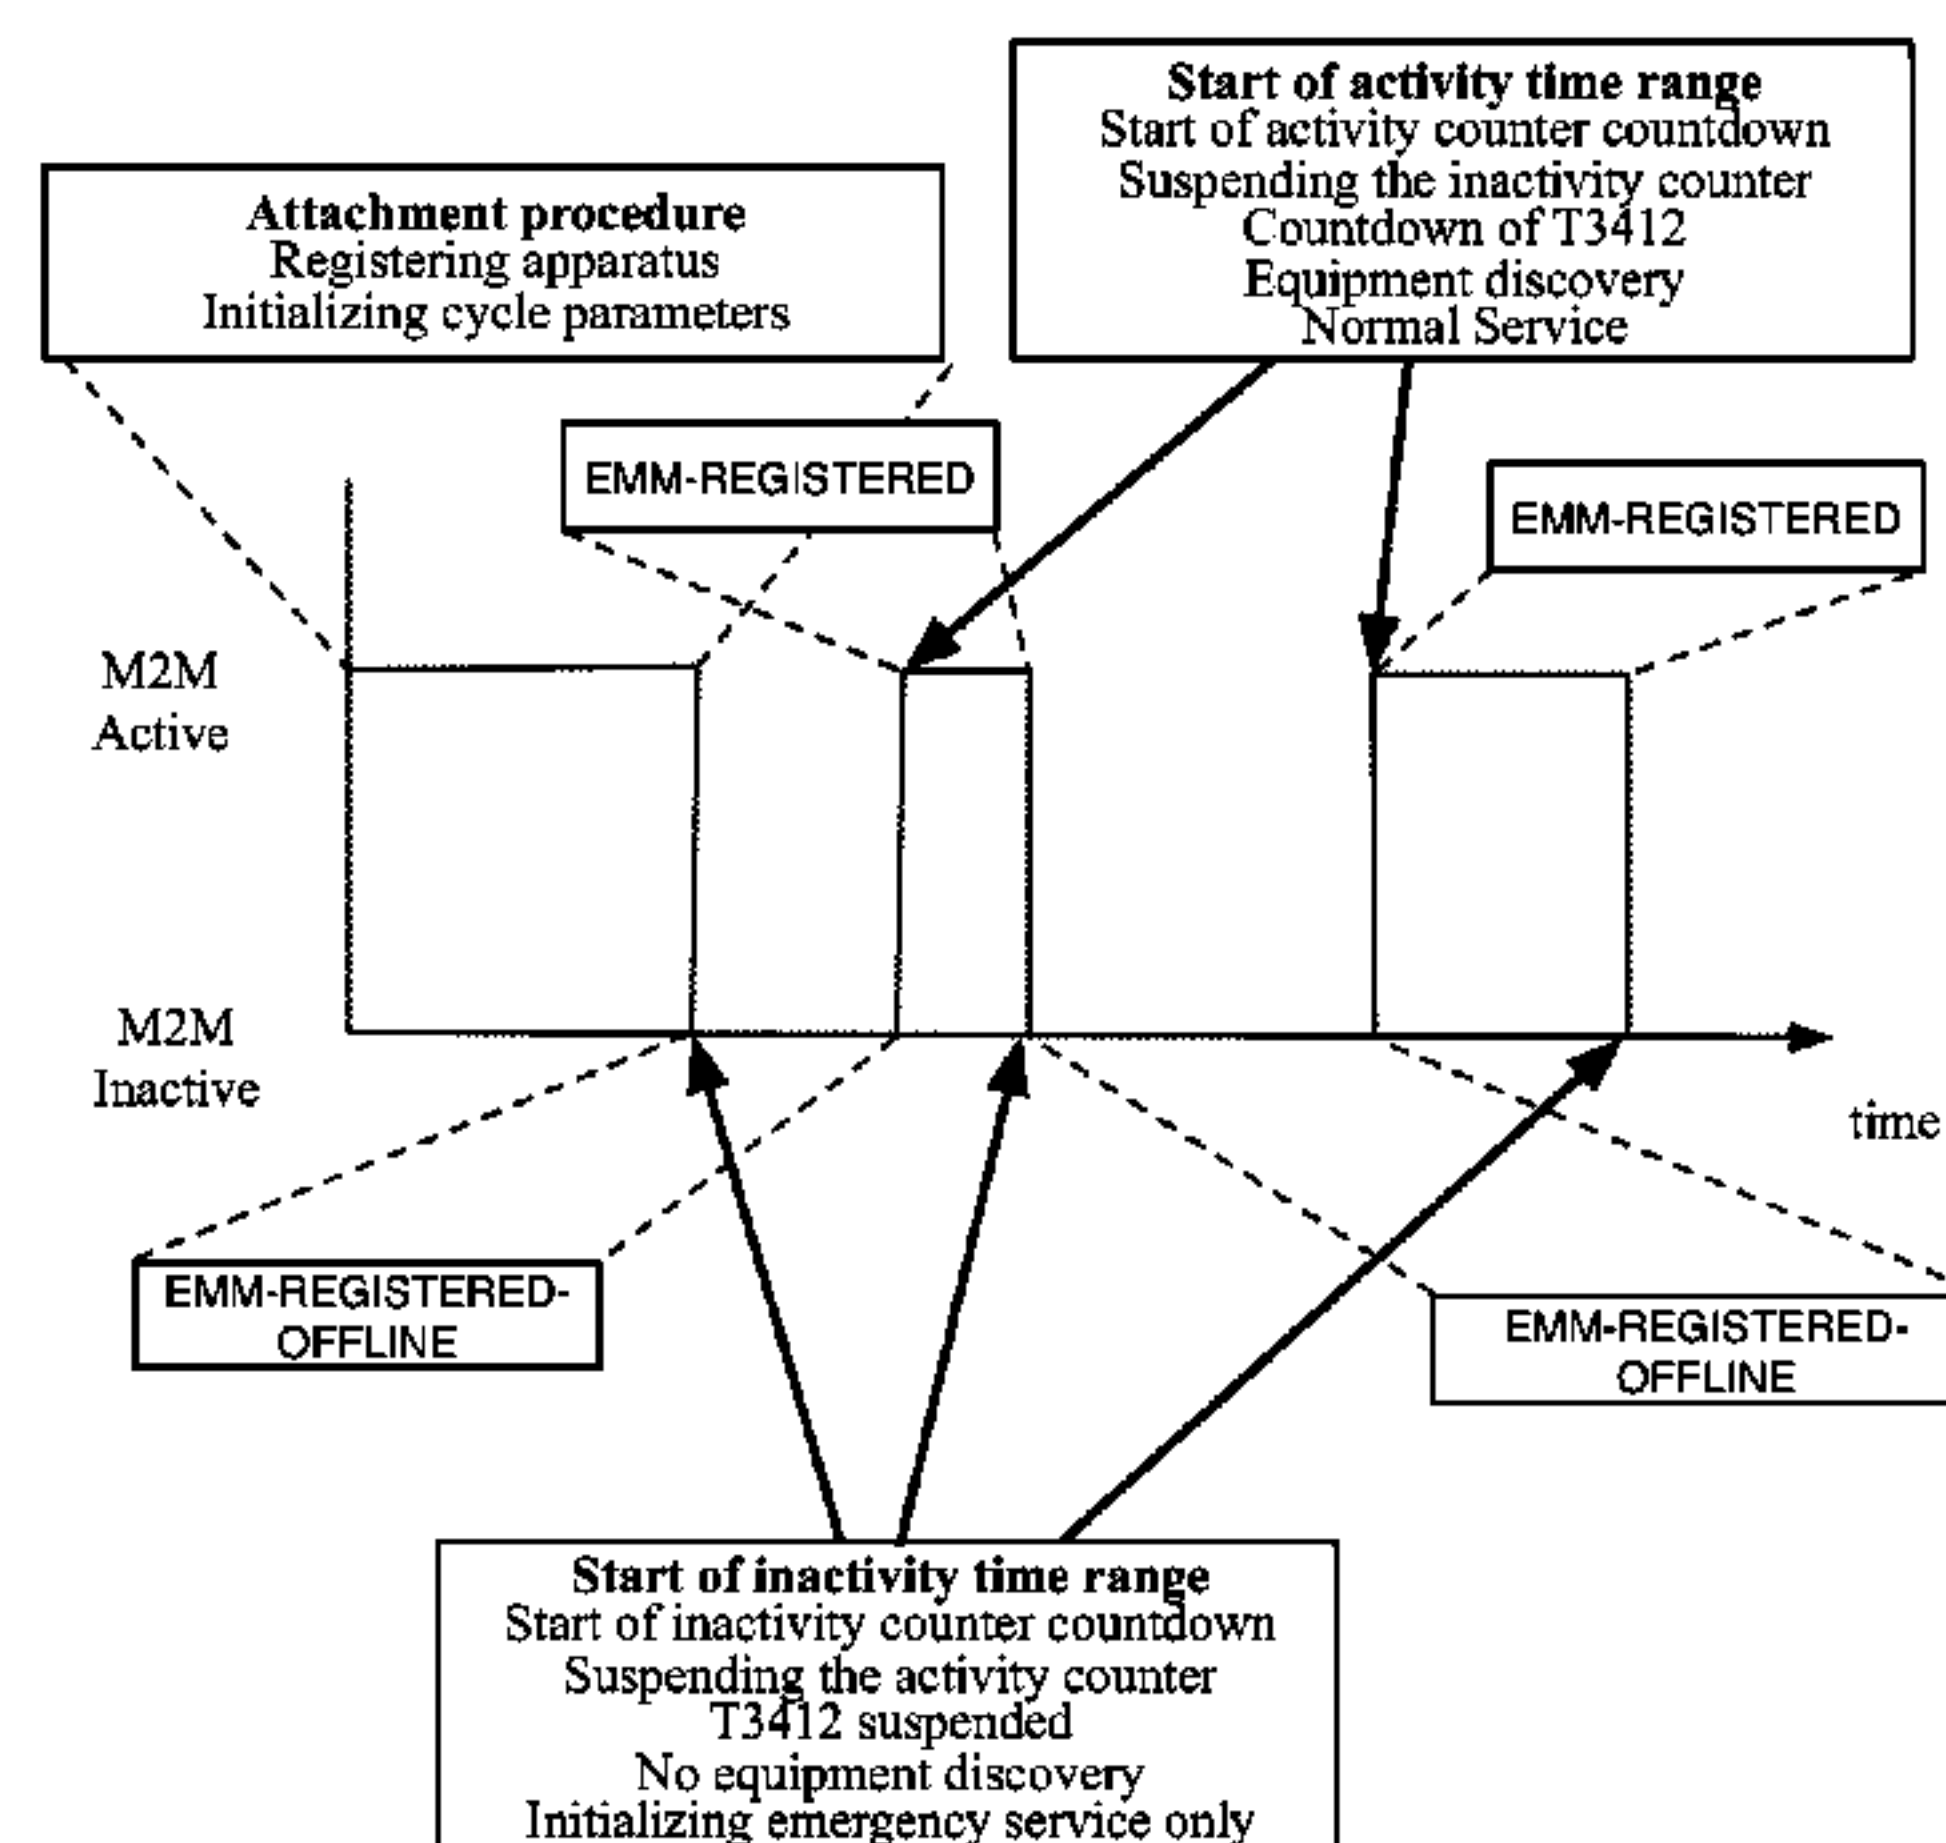 Start of activity time range
Start of activity counter countdown
Suspending the inactivity counter
Countdown of T3412
Equipment discovery
Normal Service
Attachment procedure
Registering apparatus
Initializing cycle parameters
EMM-REGISTERED
EMM-REGISTERED
M2M
Active
M2M
Inactive
time
EMM-REGISTERED-
OFFLINE
EMM-REGISTERED-
OFFLINE
Start of inactivity time range
Start of inactivity counter countdown
Suspending the activity counter
T3412 suspended
No equipment discovery
Initializing emergency service only